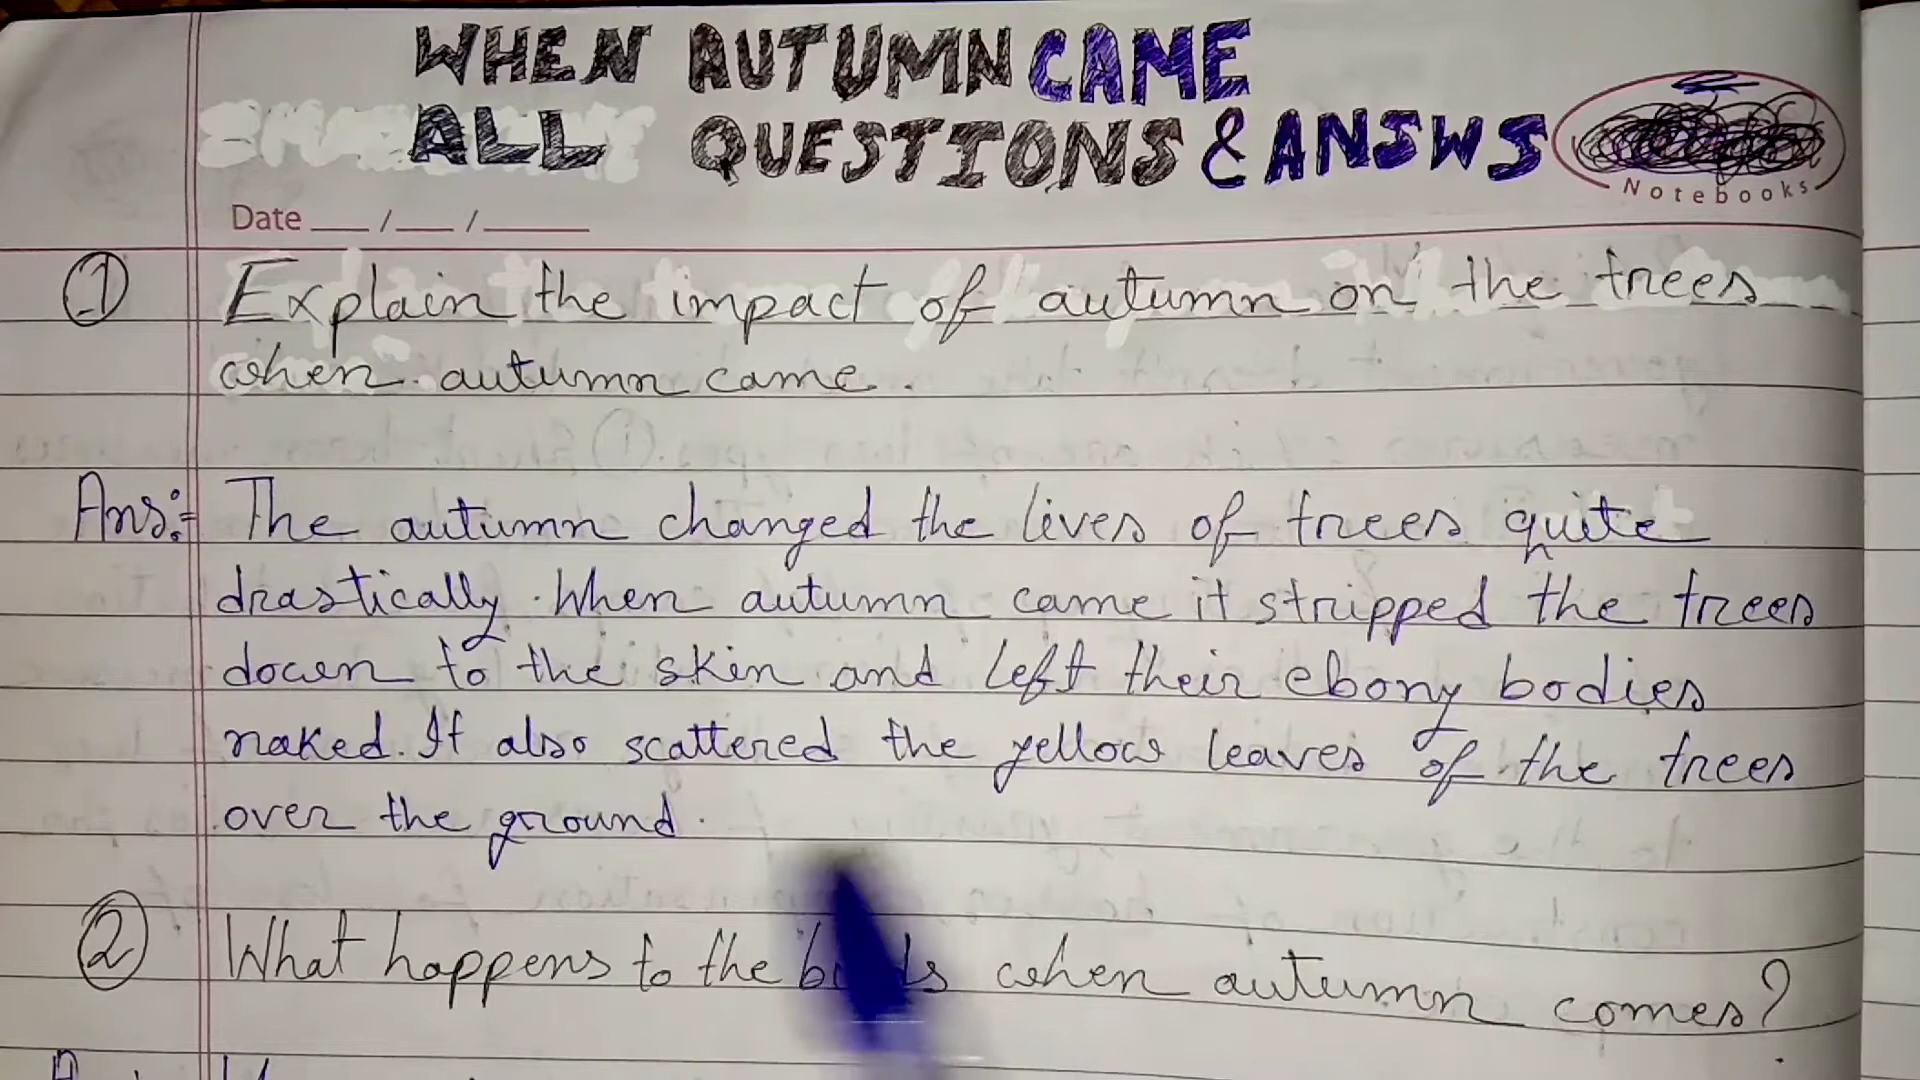 WHEN AUTUMN CAME
ALL QUESTIONS & ANSWS
Notebooks
Date __ / __ / ____
① Explain the impact of autumn on the trees
when autumn came.
Ans:- The autumn changed the lives of trees quite
drastically. When autumn came it stripped the trees
down to the skin and left their ebony bodies
naked. It also scattered the yellow leaves of the trees
over the ground.
② What happens to the when autumn comes?